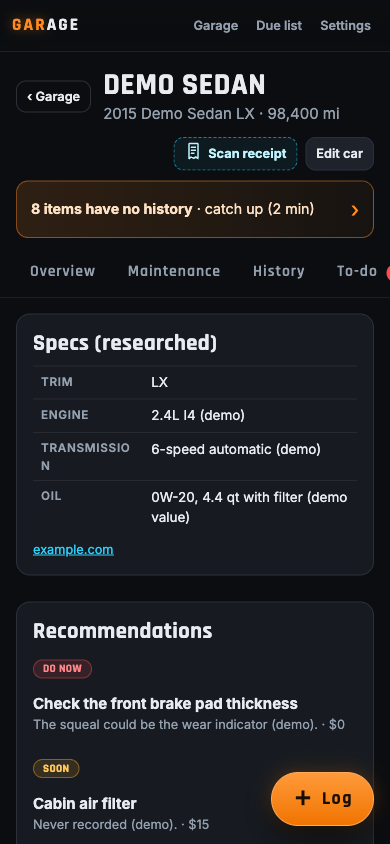 GARAGE
Garage Due list Settings
‹ Garage
DEMO SEDAN
2015 Demo Sedan LX · 98,400 mi
Scan receipt
Edit car
8 items have no history · catch up (2 min) ›
Overview Maintenance History To-do
Specs (researched)
TRIM LX
ENGINE 2.4L I4 (demo)
TRANSMISSIO 6-speed automatic (demo)
N
OIL 0W-20, 4.4 qt with filter (demo
value)
example.com
Recommendations
DO NOW
Check the front brake pad thickness
The squeal could be the wear indicator (demo). · $0
SOON
Cabin air filter
Never recorded (demo). · $15
+ Log